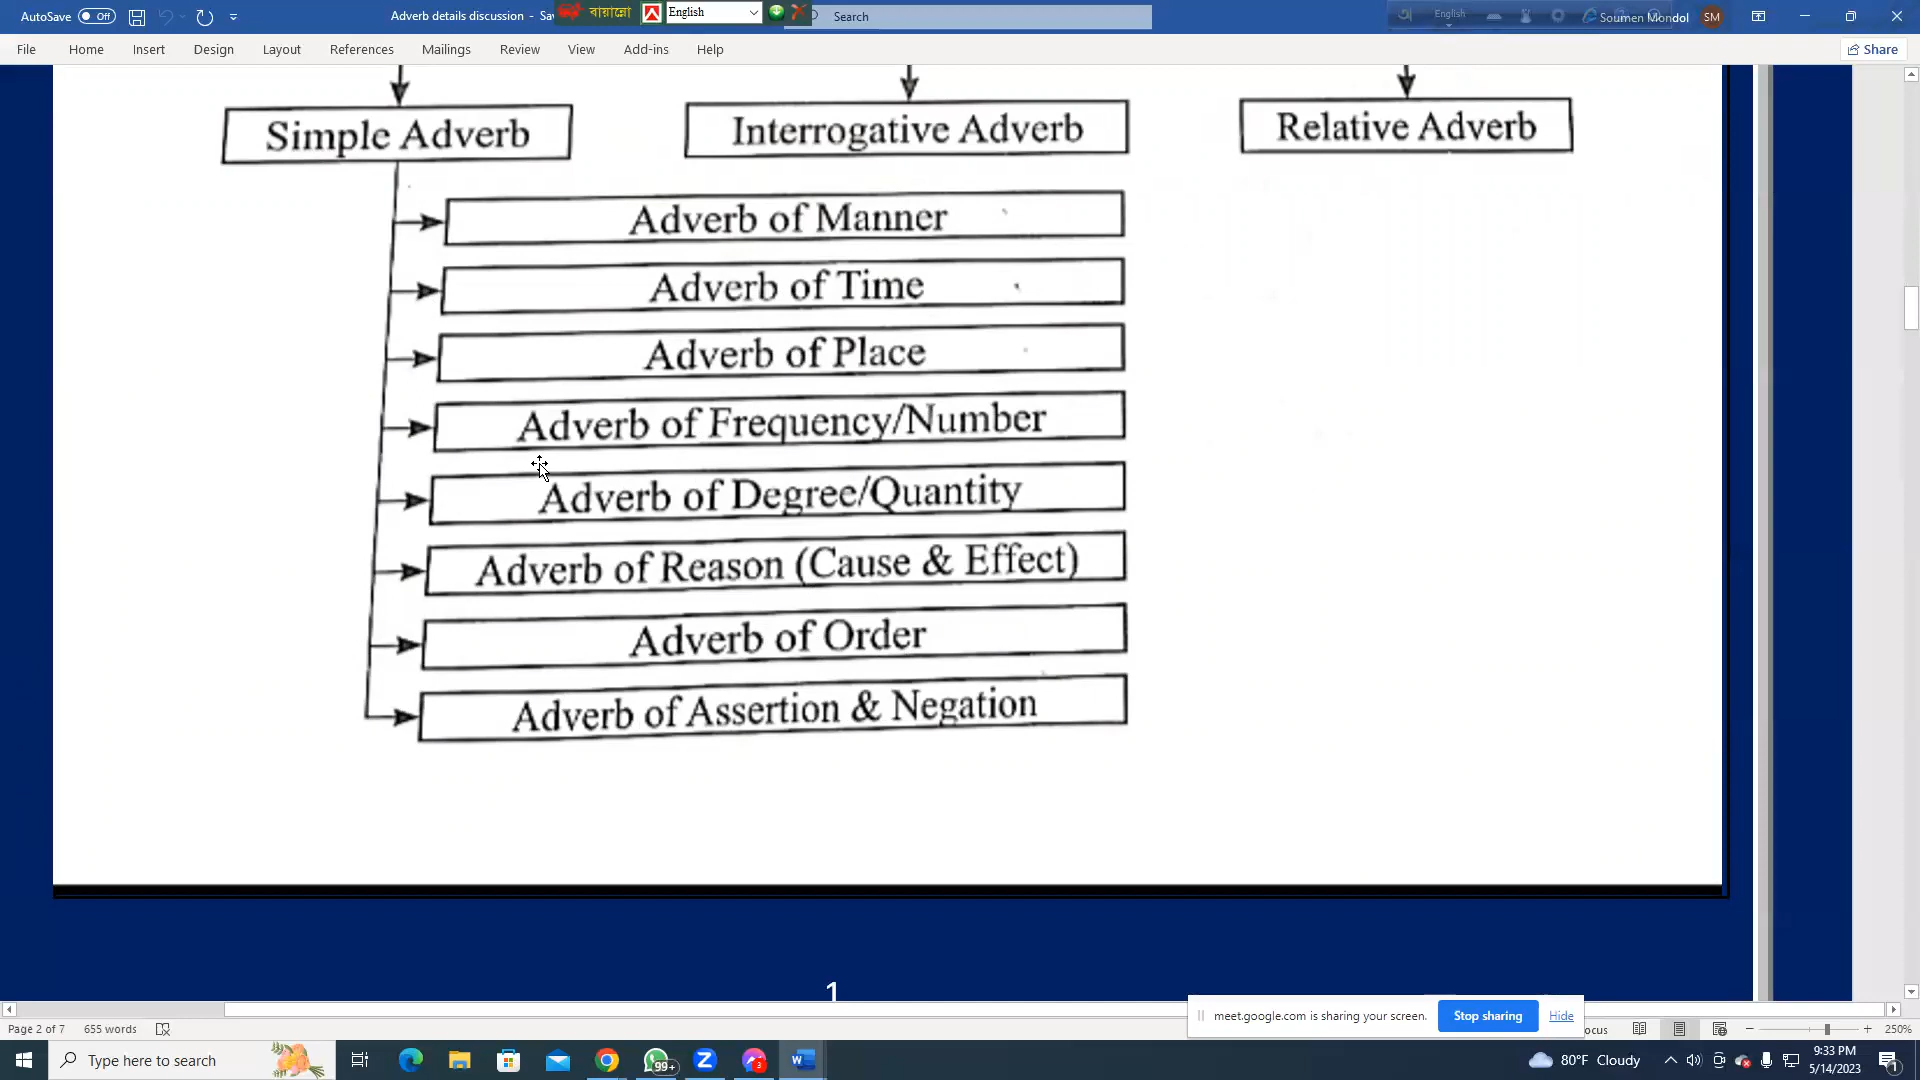 AutoSave Off
Adverb details discussion - Sav
বায়ান্নো
English
Search
English
Soumen Mondol
SM
File Home Insert Design Layout References Mailings Review View Add-ins Help
Share
Simple Adverb
Interrogative Adverb
Relative Adverb
Adverb of Manner
Adverb of Time
Adverb of Place
Adverb of Frequency/Number
Adverb of Degree/Quantity
Adverb of Reason (Cause & Effect)
Adverb of Order
Adverb of Assertion & Negation
1
meet.google.com is sharing your screen.
Stop sharing
Hide
Page 2 of 7
655 words
ocus
250%
Type here to search
99+
3
80°F Cloudy
9:33 PM
5/14/2023
1